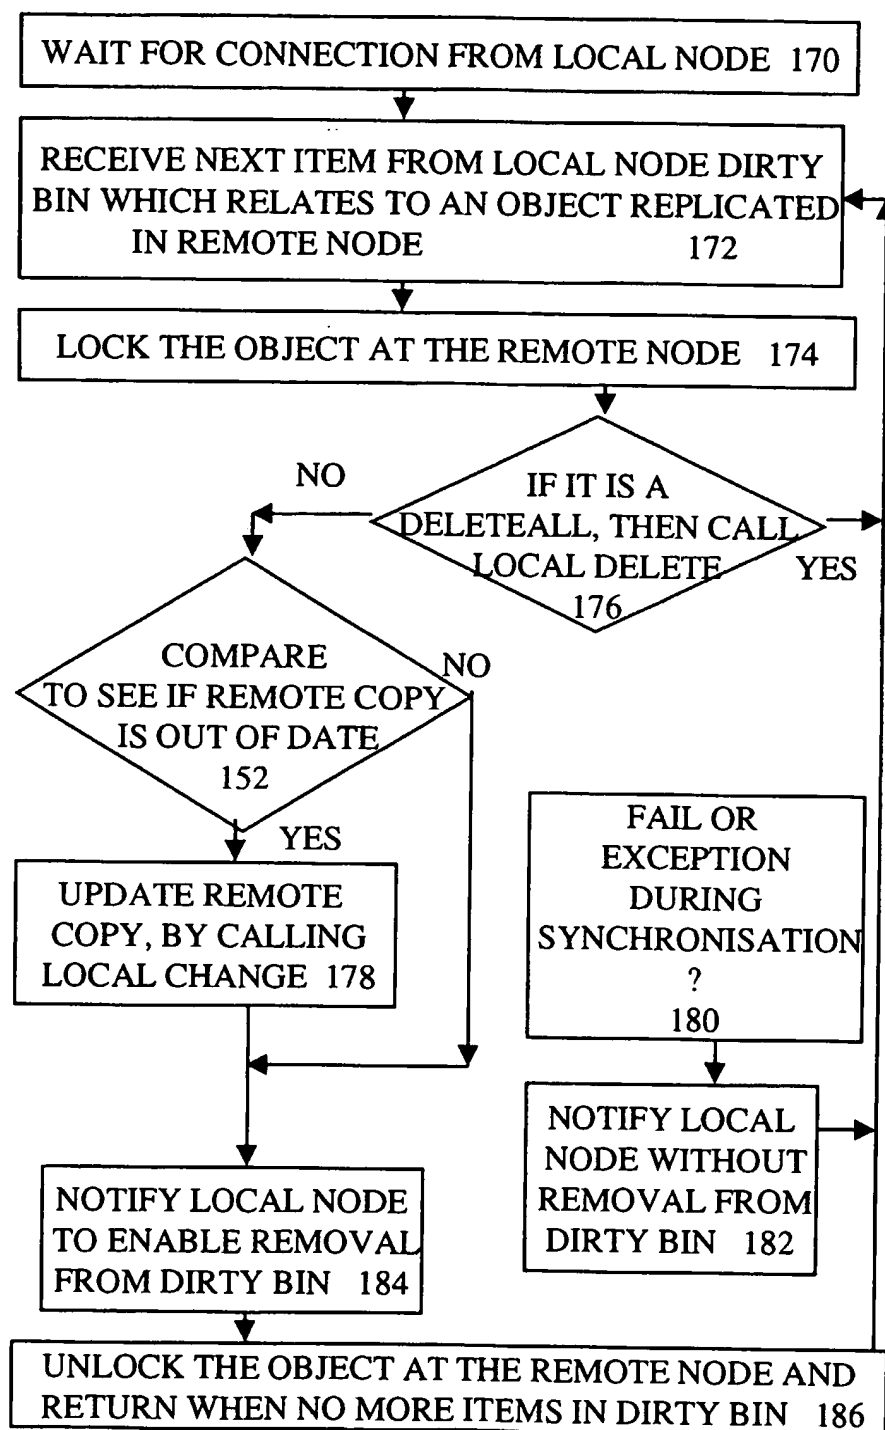 WAIT FOR CONNECTION FROM LOCAL NODE 170
RECEIVE NEXT ITEM FROM LOCAL NODE DIRTY
BIN WHICH RELATES TO AN OBJECT REPLICATED
IN REMOTE NODE 172
LOCK THE OBJECT AT THE REMOTE NODE 174
NO
IF IT IS A
DELETEALL, THEN CALL
LOCAL DELETE
176
YES
COMPARE
TO SEE IF REMOTE COPY
IS OUT OF DATE
152
NO
YES
UPDATE REMOTE
COPY, BY CALLING
LOCAL CHANGE 178
FAIL OR
EXCEPTION
DURING
SYNCHRONISATION
?
180
NOTIFY LOCAL
NODE WITHOUT
REMOVAL FROM
DIRTY BIN 182
NOTIFY LOCAL NODE
TO ENABLE REMOVAL
FROM DIRTY BIN 184
UNLOCK THE OBJECT AT THE REMOTE NODE AND
RETURN WHEN NO MORE ITEMS IN DIRTY BIN 186